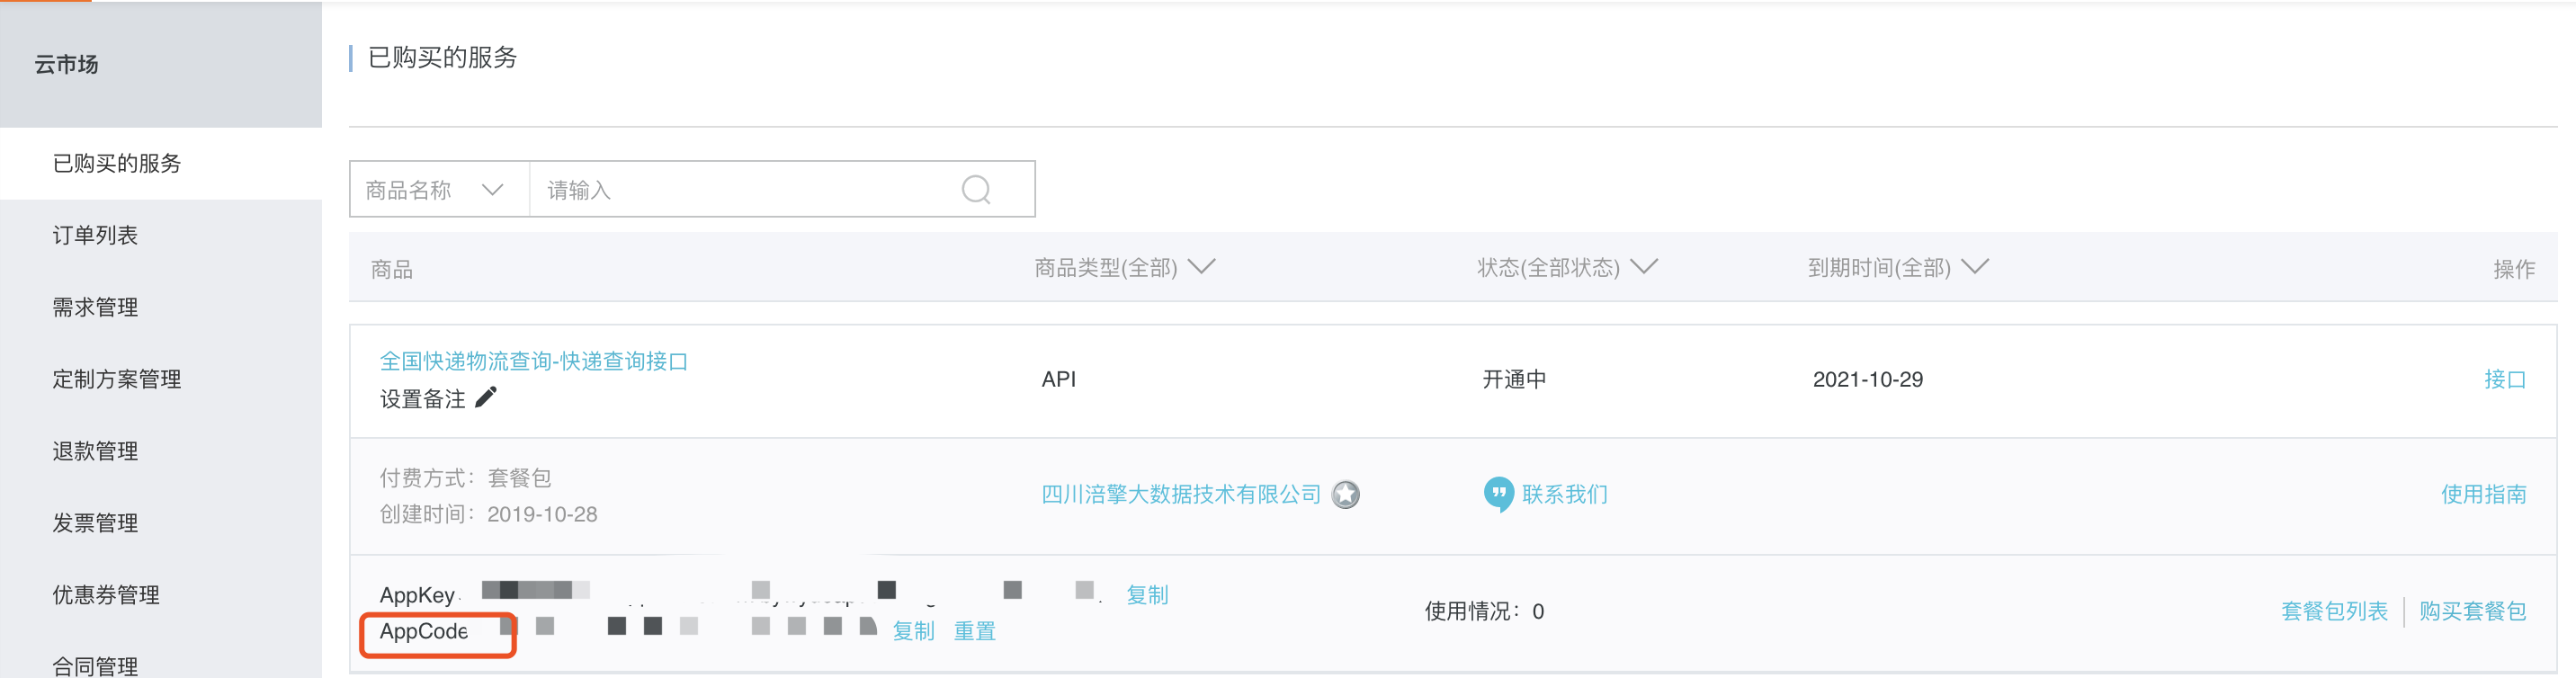 云市场
已购买的服务
订单列表
需求管理
定制方案管理
退款管理
发票管理
优惠券管理
合同管理
已购买的服务
商品名称 请输入
商品 商品类型(全部) 状态(全部状态) 到期时间(全部) 操作
全国快递物流查询-快递查询接口 API 开通中 2021-10-29 接口
设置备注
付费方式：套餐包 四川涪擎大数据技术有限公司 联系我们 使用指南
创建时间：2019-10-28
AppKey 复制
使用情况：0 套餐包列表 购买套餐包
AppCode 复制 重置